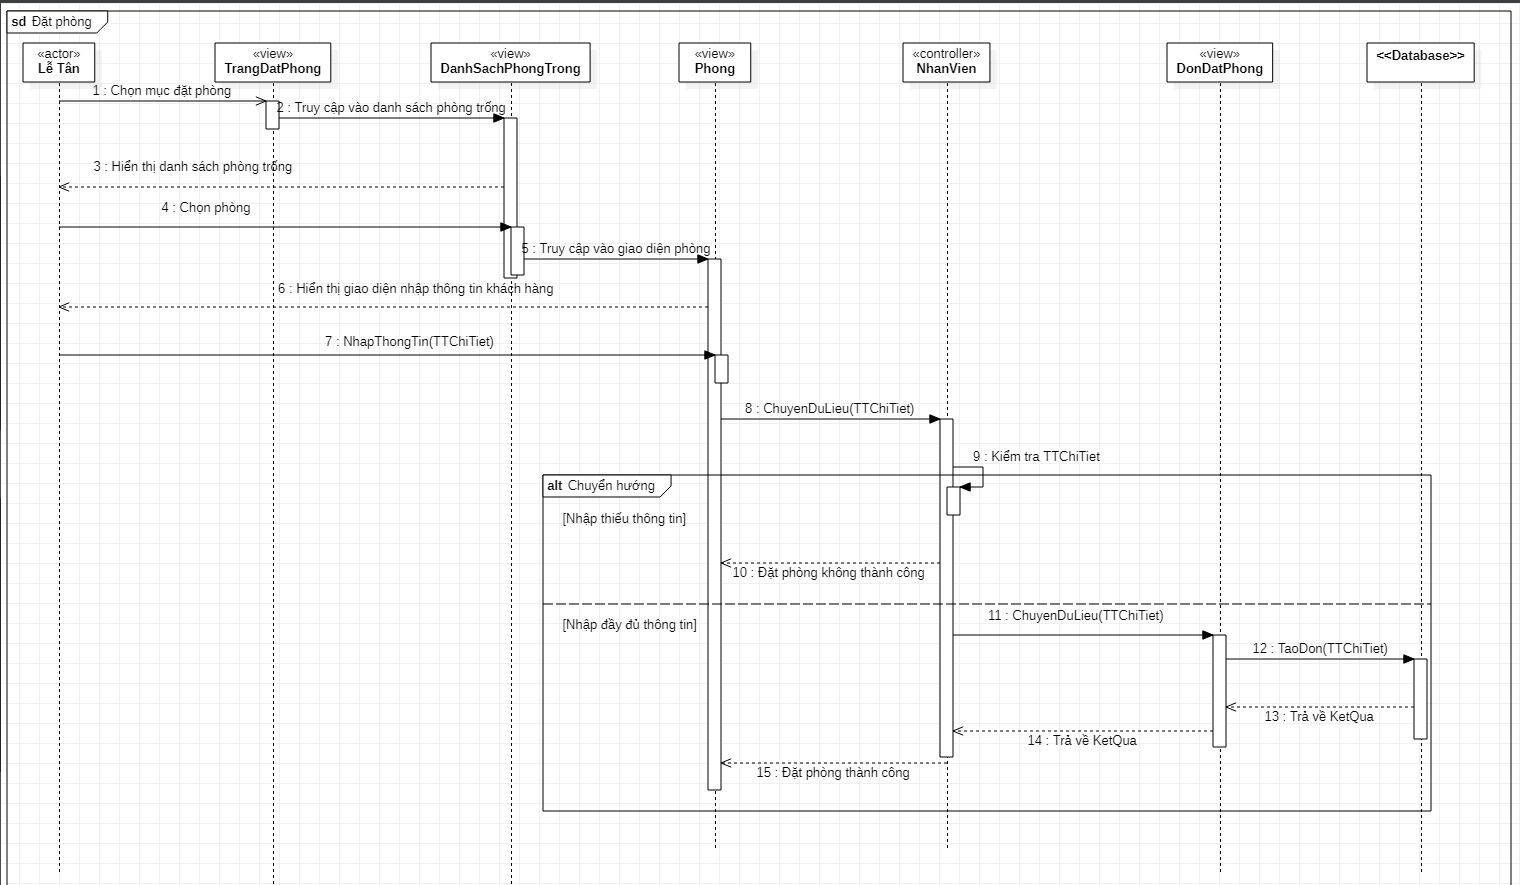 sd Đặt phòng
«actor»
Lễ Tân
«view»
TrangDatPhong
«view»
DanhSachPhongTrong
«view»
Phong
«controller»
NhanVien
«view»
DonDatPhong
<<Database>>
1 : Chọn mục đặt phòng
2 : Truy cập vào danh sách phòng trống
3 : Hiển thị danh sách phòng trống
4 : Chọn phòng
5 : Truy cập vào giao diện phòng
6 : Hiển thị giao diện nhập thông tin khách hàng
7 : NhapThongTin(TTChiTiet)
8 : ChuyenDuLieu(TTChiTiet)
9 : Kiểm tra TTChiTiet
alt Chuyển hướng
[Nhập thiếu thông tin]
10 : Đặt phòng không thành công
11 : ChuyenDuLieu(TTChiTiet)
[Nhập đầy đủ thông tin]
12 : TaoDon(TTChiTiet)
13 : Trả về KetQua
14 : Trả về KetQua
15 : Đặt phòng thành công